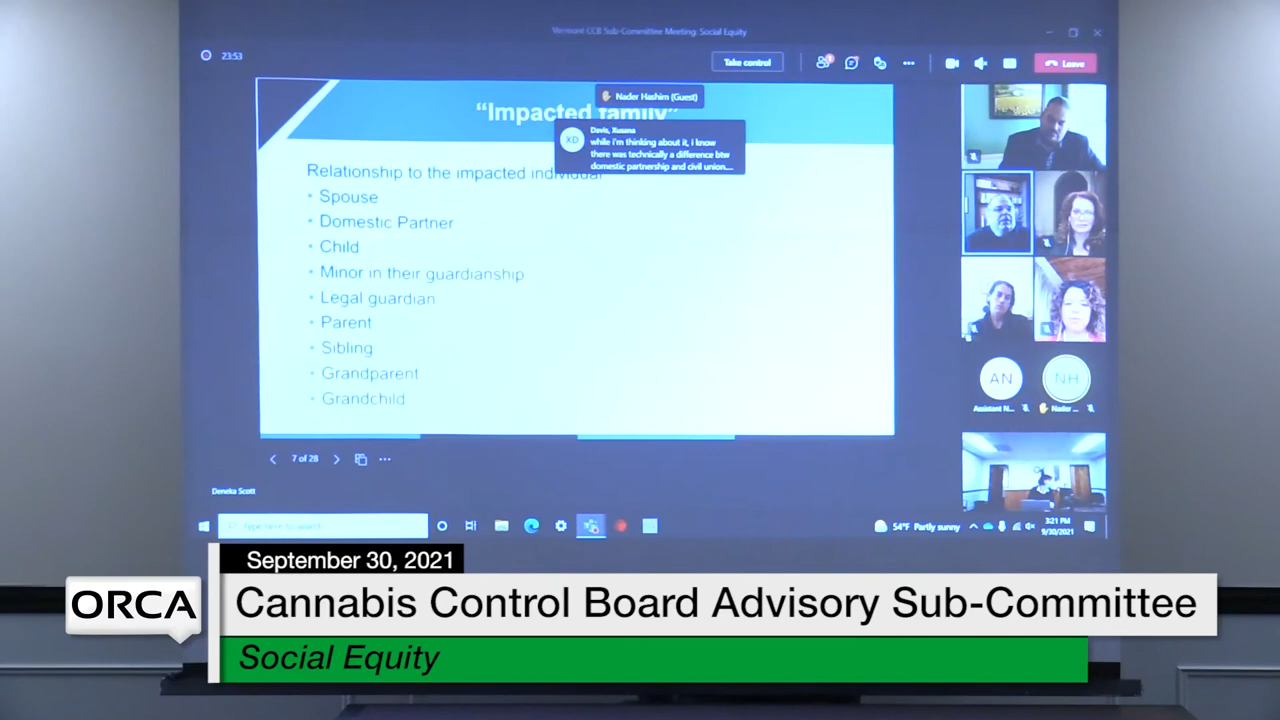 Vermont CCB Sub-Committee Meeting: Social Equity
23:53
Take control
Leave
Nader Hashim (Guest)
"Impacted family"
XD
Davis, Xusana
while i'm thinking about it, i know
there was technically a difference btw
domestic partnership and civil union....
Relationship to the impacted individual
• Spouse
• Domestic Partner
• Child
• Minor in their guardianship
• Legal guardian
• Parent
• Sibling
• Grandparent
• Grandchild
AN
NH
Assistant N...
Nader ...
7 of 28
Deneka Scott
Type here to search
54°F Partly sunny
3:21 PM
9/30/2021
September 30, 2021
ORCA
Cannabis Control Board Advisory Sub-Committee
Social Equity